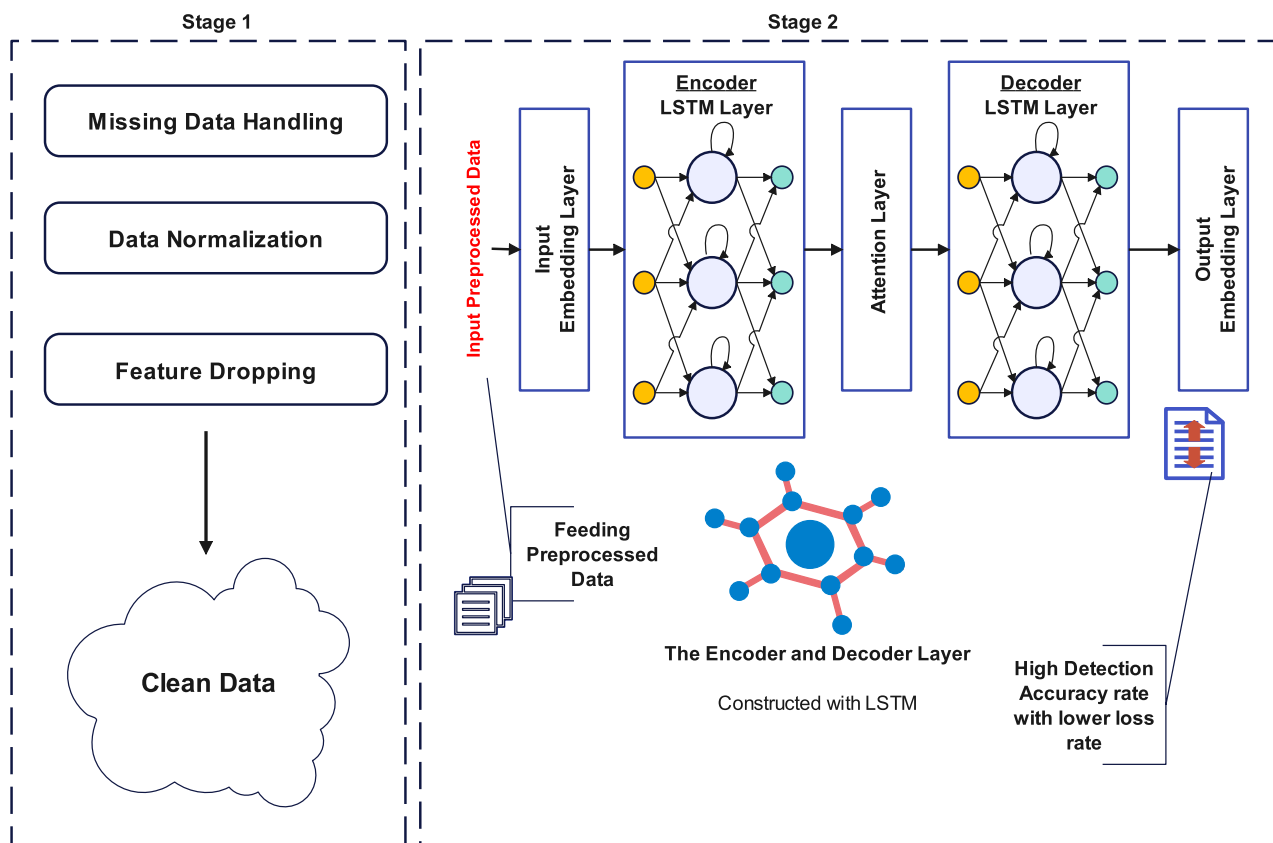 Stage 1
Missing Data Handling
Data Normalization
Feature Dropping
Clean Data
Stage 2
Input Preprocessed Data
Input
Embedding Layer
Encoder
LSTM Layer
Attention Layer
Decoder
LSTM Layer
Output
Embedding Layer
Feeding
Preprocessed
Data
The Encoder and Decoder Layer
Constructed with LSTM
High Detection
Accuracy rate
with lower loss
rate